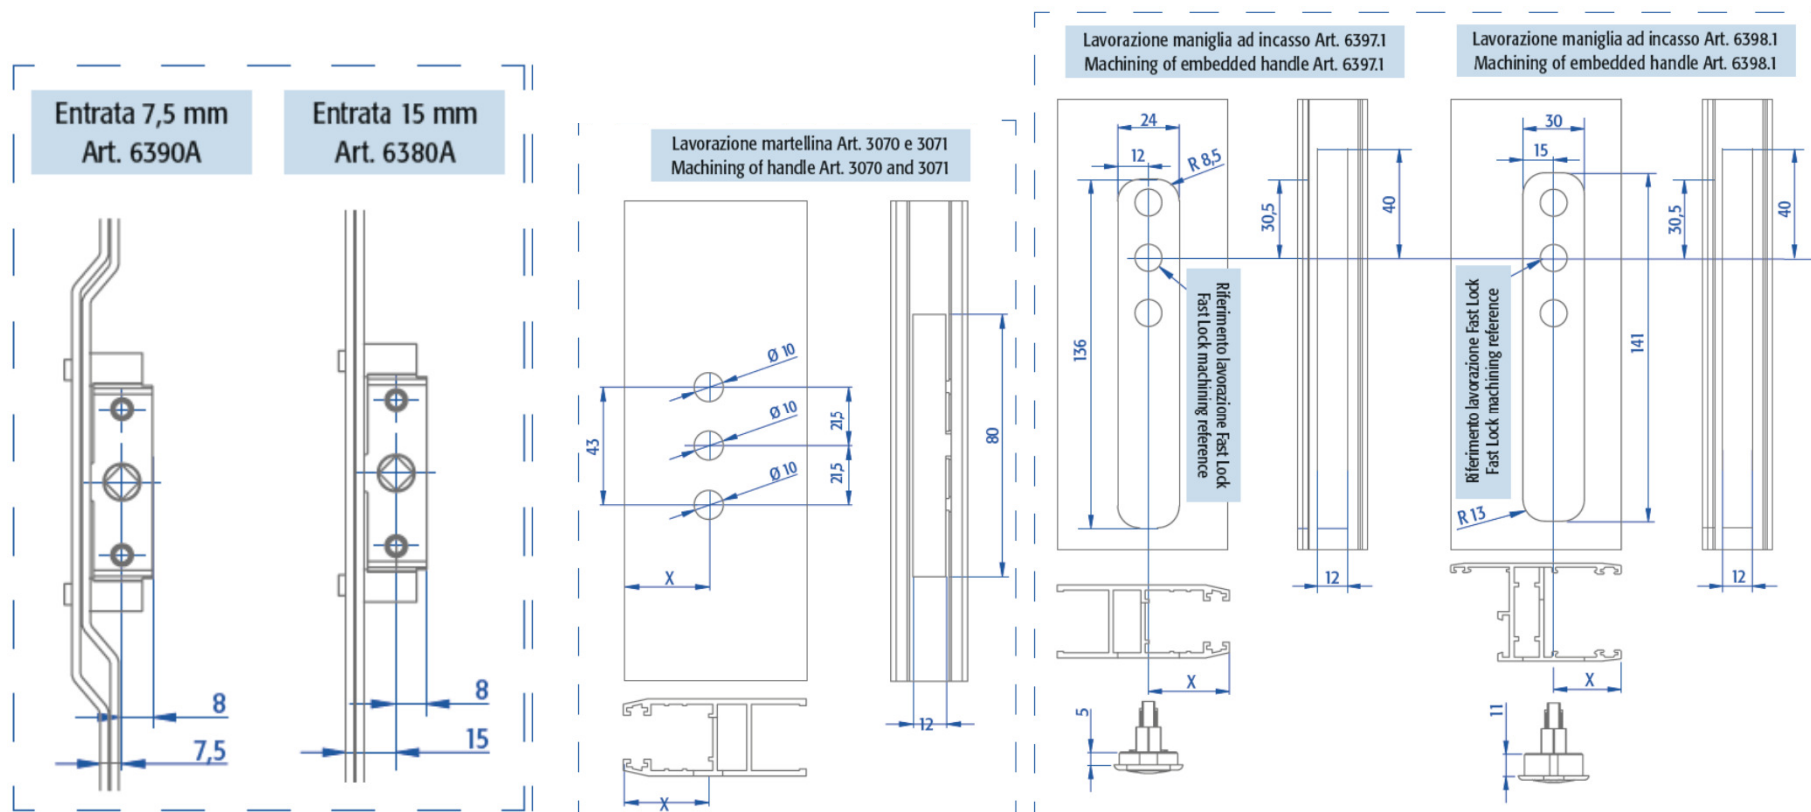 Entrata 7,5 mm
Art. 6390A
Entrata 15 mm
Art. 6380A
8
7,5
8
15
Lavorazione martellina Art. 3070 e 3071
Machining of handle Art. 3070 and 3071
Ø 10
Ø 10
Ø 10
43
21,5
21,5
X
80
12
X
Lavorazione maniglia ad incasso Art. 6397.1
Machining of embedded handle Art. 6397.1
24
12
R 8,5
136
30,5
40
Riferimento lavorazione Fast Lock
Fast Lock machining reference
12
X
5
Lavorazione maniglia ad incasso Art. 6398.1
Machining of embedded handle Art. 6398.1
30
15
141
30,5
40
Riferimento lavorazione Fast Lock
Fast Lock machining reference
R 13
12
X
11